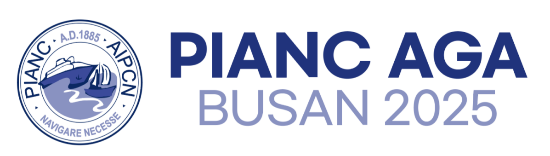 PIANC · A.D.1885 · AIPCN
NAVIGARE NECESSE
PIANC AGA
BUSAN 2025